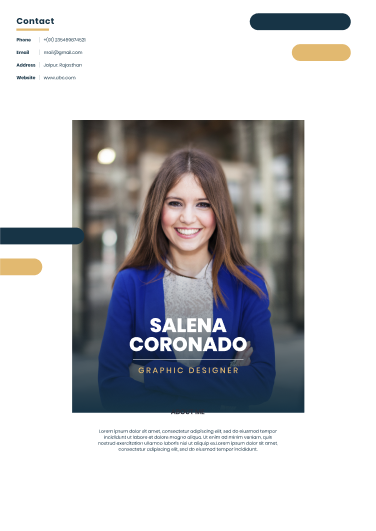 Contact
Phone | +(91) 235489874521
Email | mail@gmail.com
Address | Jaipur, Rajasthan
Website | www.abc.com
SALENA
CORONADO
GRAPHIC DESIGNER
ABOUT ME
Lorem ipsum dolor sit amet, consectetur adipiscing elit, sed do eiusmod tempor
incididunt ut labore et dolore magna aliqua. Ut enim ad minim veniam, quis
nostrud exercitation ullamco laboris nisi ut aliquip ex.Lorem ipsum dolor sit amet,
consectetur adipiscing elit, sed do eiusmod tempor incididunt.